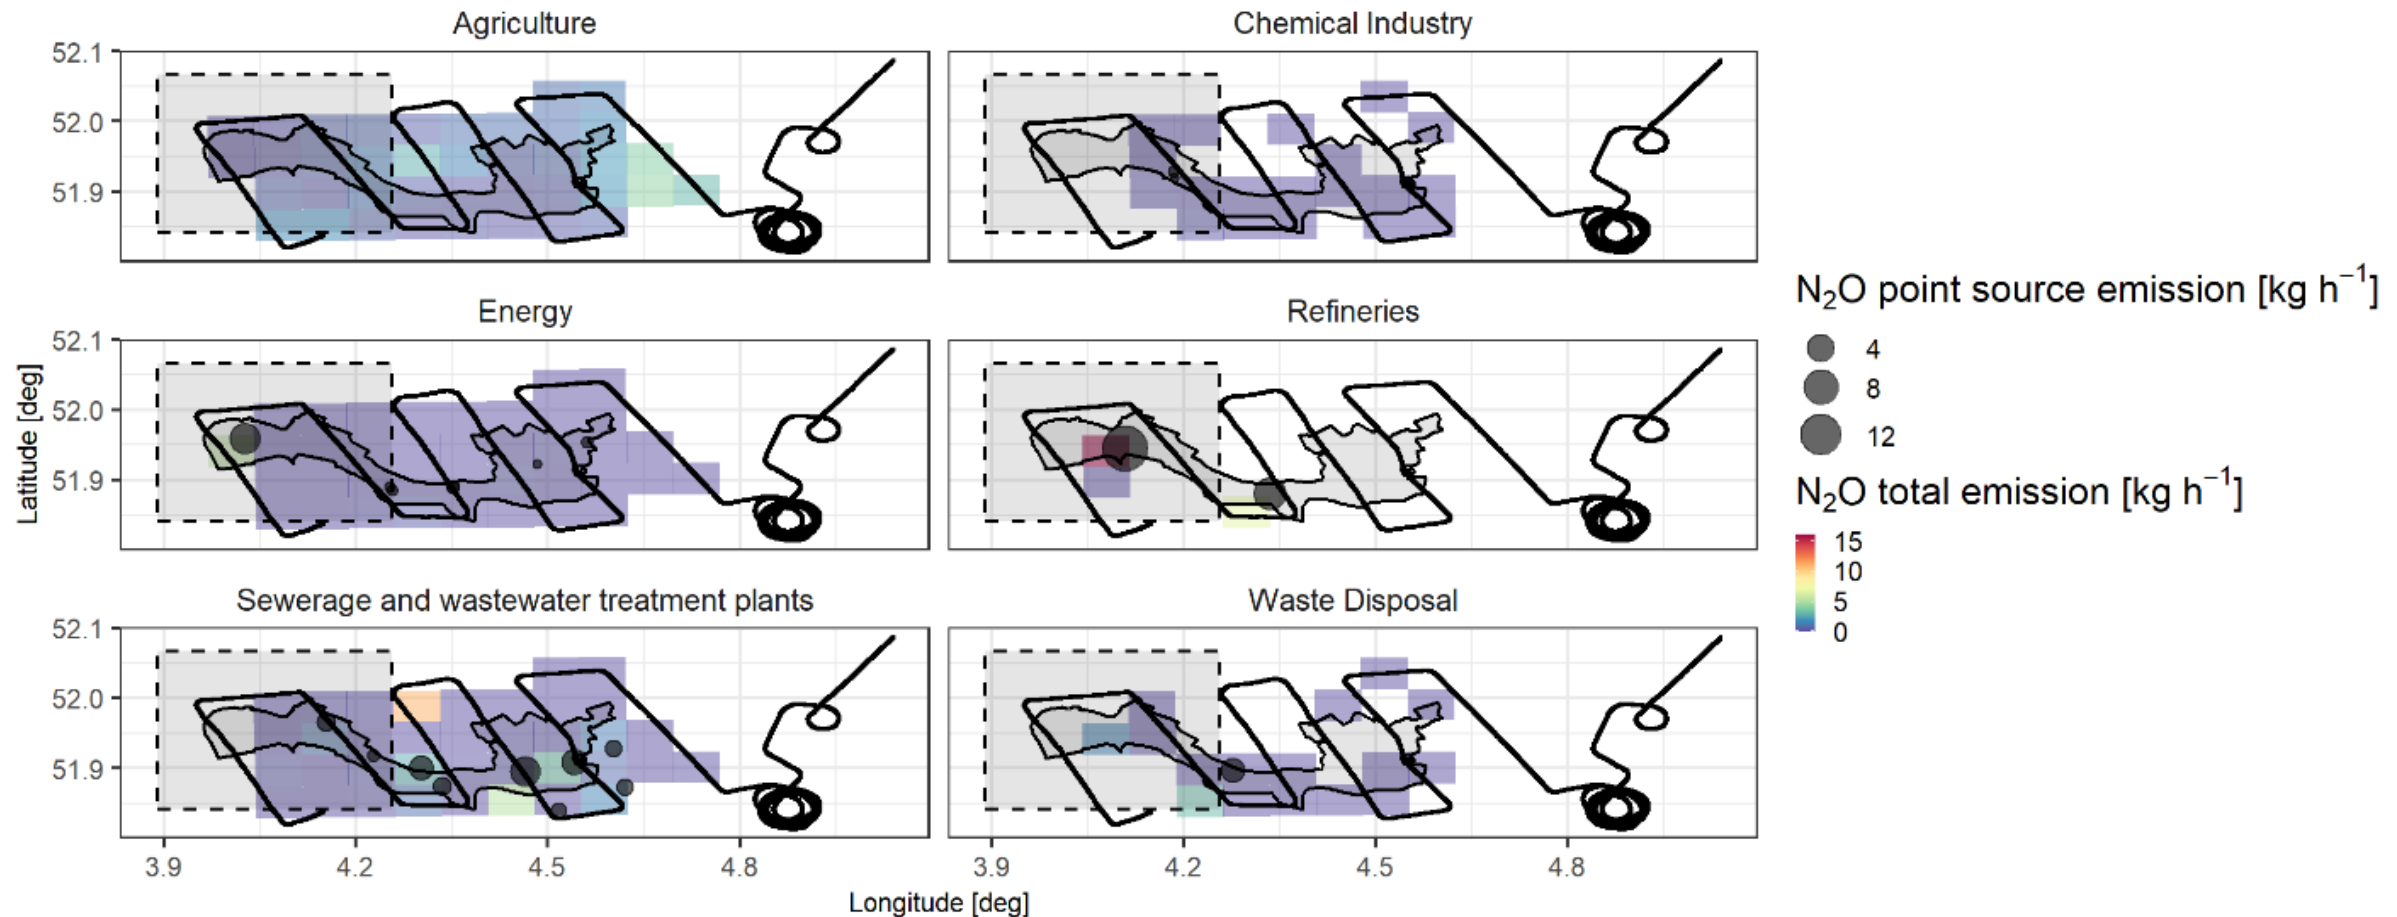 Agriculture
Chemical Industry
52.1
52.0
51.9
Energy
Refineries
52.1
52.0
51.9
Sewerage and wastewater treatment plants
Waste Disposal
52.1
52.0
51.9
3.9
4.2
4.5
4.8
3.9
4.2
4.5
4.8
Latitude [deg]
Longitude [deg]
N₂O point source emission [kg h⁻¹]
4
8
12
N₂O total emission [kg h⁻¹]
15
10
5
0